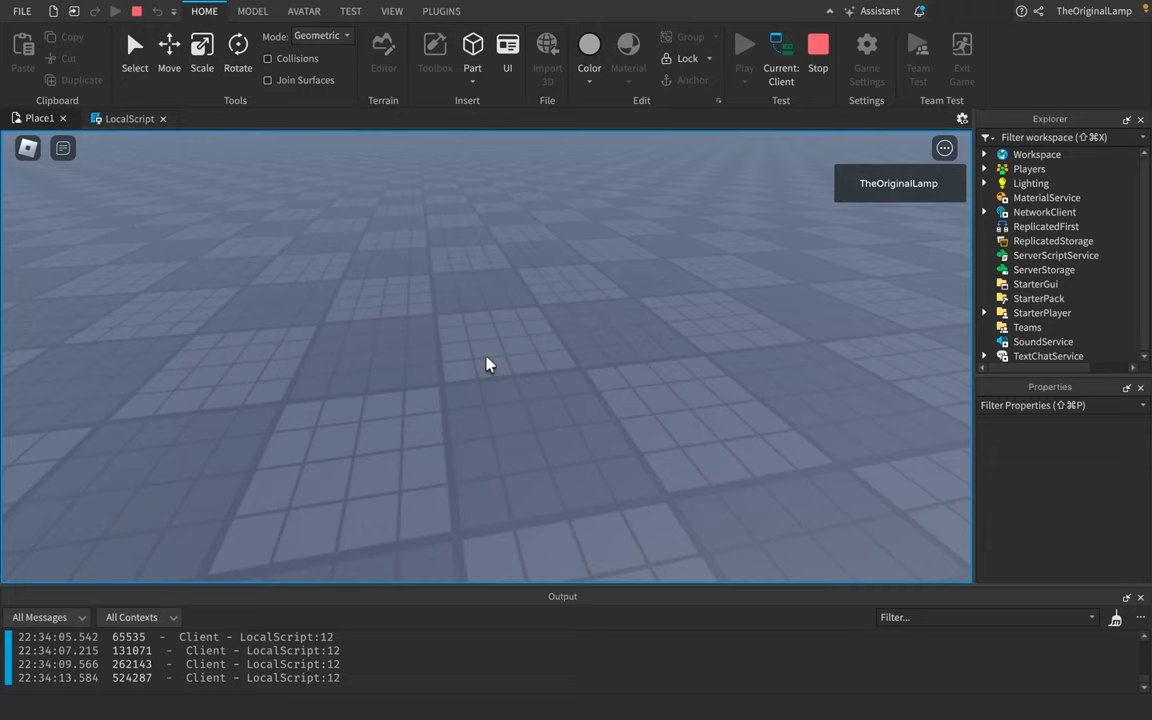 FILE HOME MODEL AVATAR TEST VIEW PLUGINS Assistant TheOriginalLamp
Paste Copy Cut Duplicate
Select Move Scale Rotate
Mode: Geometric
Collisions
Join Surfaces
Editor
Toolbox Part UI Import 3D
Color Material Group Lock Anchor
Play Current: Client Stop
Game Settings
Team Test Exit Game
Clipboard Tools Terrain Insert File Edit Test Settings Team Test
Place1 LocalScript
TheOriginalLamp
Explorer
Filter workspace (⇧⌘X)
Workspace
Players
Lighting
MaterialService
NetworkClient
ReplicatedFirst
ReplicatedStorage
ServerScriptService
ServerStorage
StarterGui
StarterPack
StarterPlayer
Teams
SoundService
TextChatService
Properties
Filter Properties (⇧⌘P)
Output
All Messages All Contexts Filter...
22:34:05.542 65535 - Client - LocalScript:12
22:34:07.215 131071 - Client - LocalScript:12
22:34:09.566 262143 - Client - LocalScript:12
22:34:13.584 524287 - Client - LocalScript:12